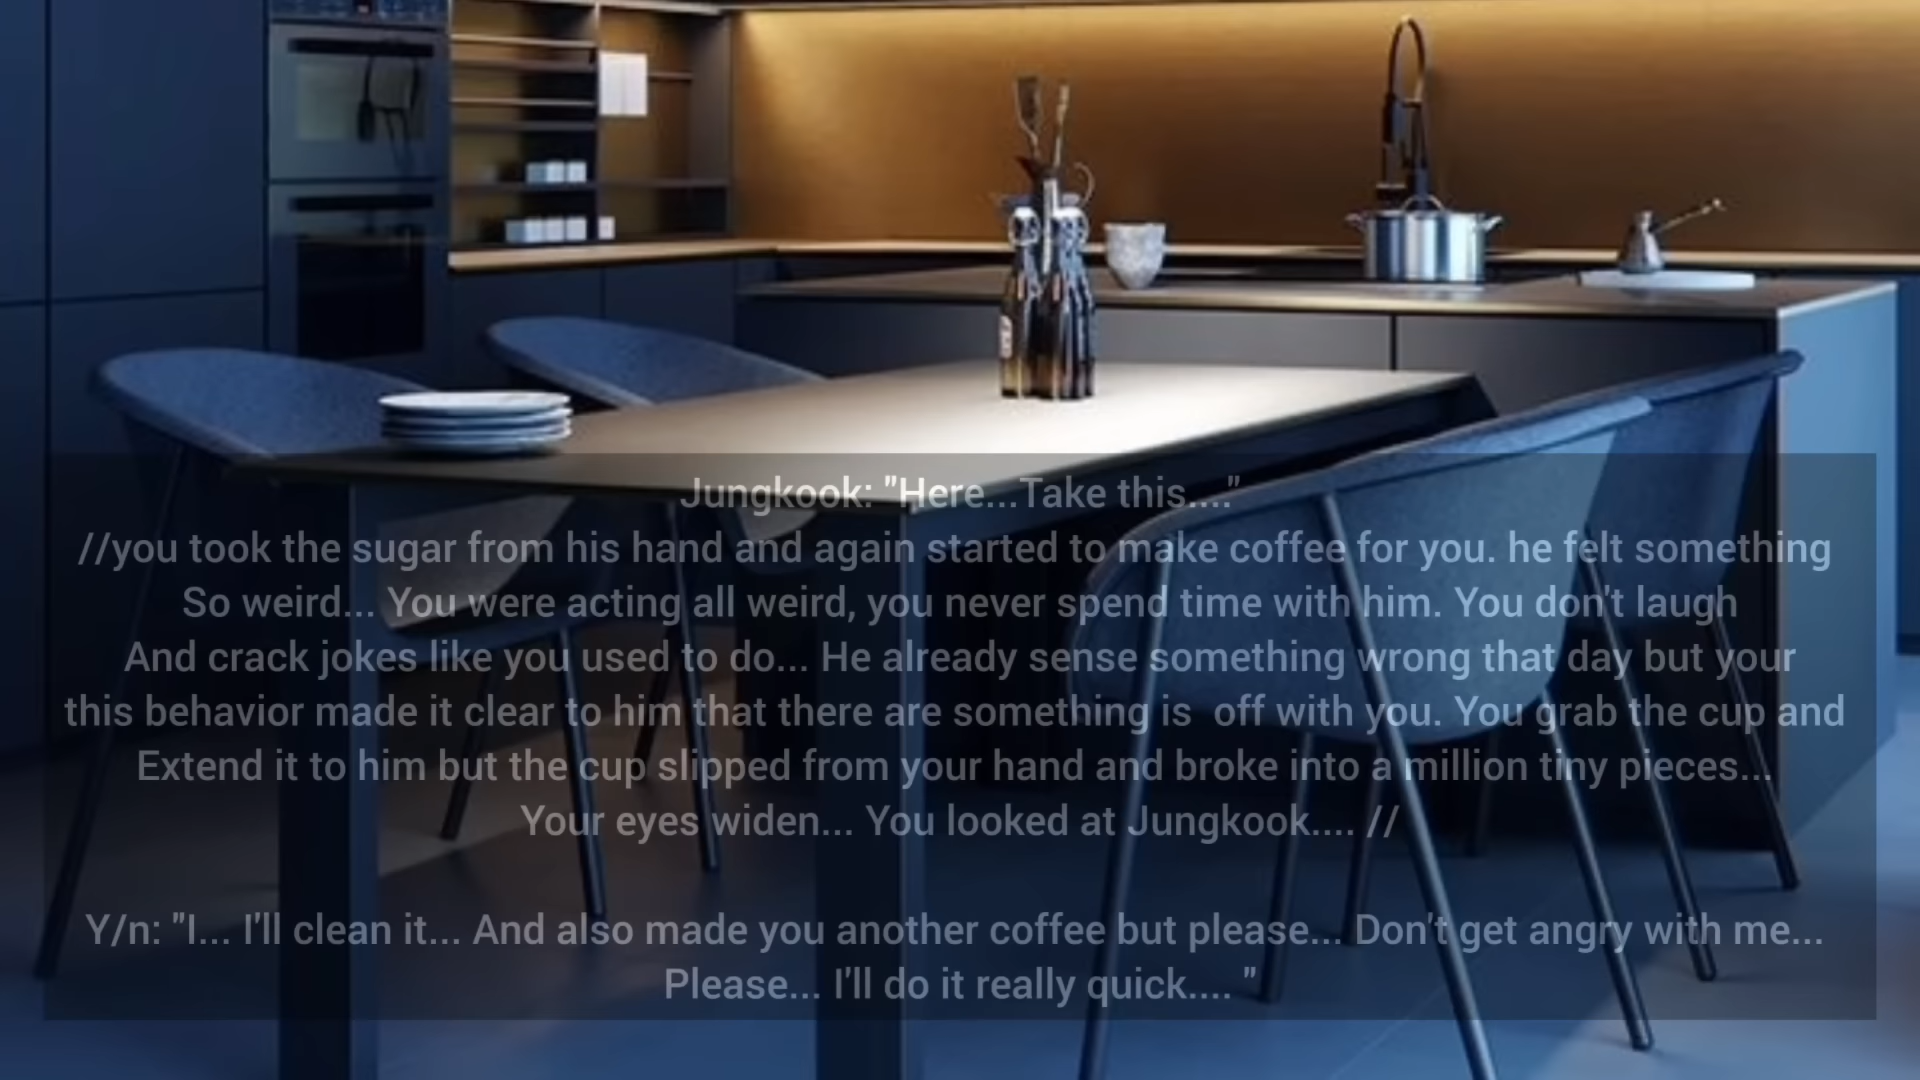 Jungkook: "Here...Take this...."
//you took the sugar from his hand and again started to make coffee for you. he felt something
So weird... You were acting all weird, you never spend time with him. You don't laugh
And crack jokes like you used to do... He already sense something wrong that day but your
this behavior made it clear to him that there are something is  off with you. You grab the cup and
Extend it to him but the cup slipped from your hand and broke into a million tiny pieces...
Your eyes widen... You looked at Jungkook.... //
Y/n: "I... I'll clean it... And also made you another coffee but please... Don't get angry with me...
Please... I'll do it really quick.... "